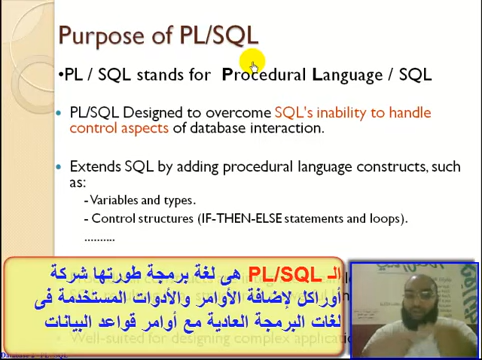 Purpose of PL/SQL
•PL / SQL stands for Procedural Language / SQL
• PL/SQL Designed to overcome SQL's inability to handle
control aspects of database interaction.
• Extends SQL by adding procedural language constructs, such
as:
- Variables and types.
- Control structures (IF-THEN-ELSE statements and loops).
..........
الـ PL/SQL هى لغة برمجة طورتها شركة
أوراكل لإضافة الأوامر والأدوات المستخدمة فى
لغات البرمجة العادية مع أوامر قواعد البيانات
Well-suited for designing complex